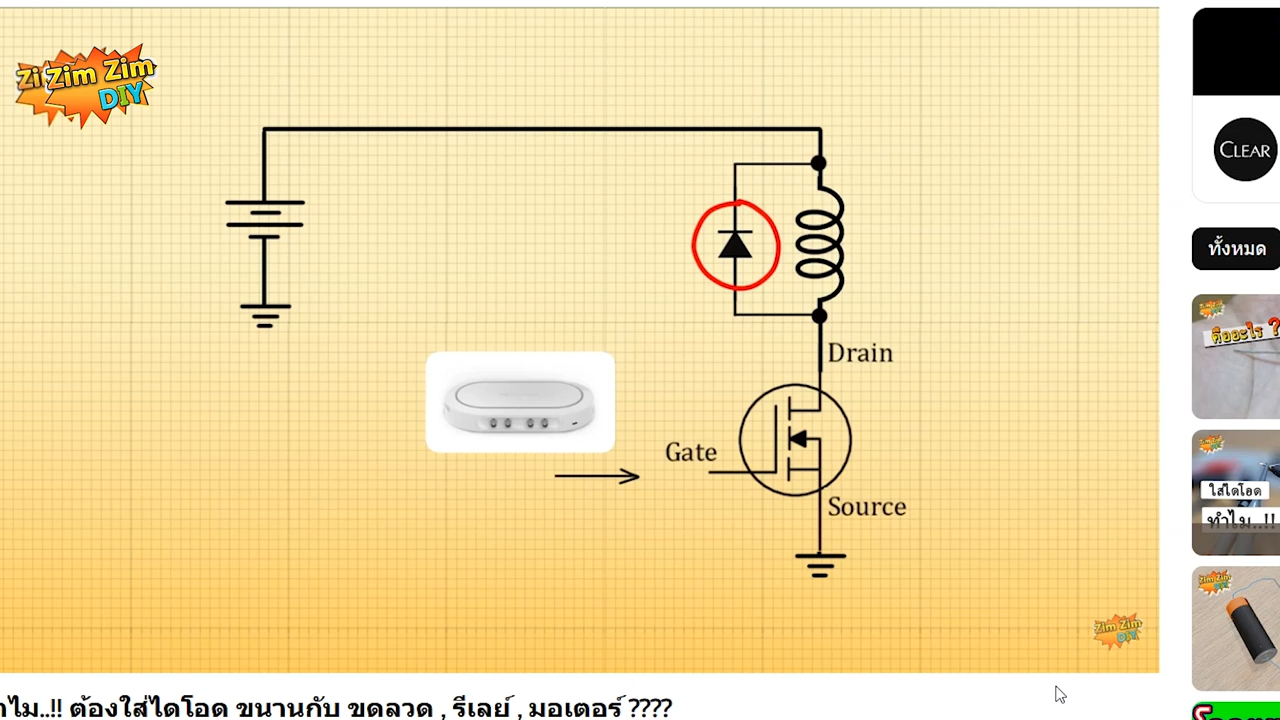 Zi Zim Zim
DIY
CLEAR
ทั้งหมด
คืออะไร ?
Drain
Gate
ใส่ไดโอด
ทำไม..!!
Source
Zim Zim
DIY
Zim Zim
DIY
ำไม..!! ต้องใส่ไดโอด ขนานกับ ขดลวด , รีเลย์ , มอเตอร์ ????